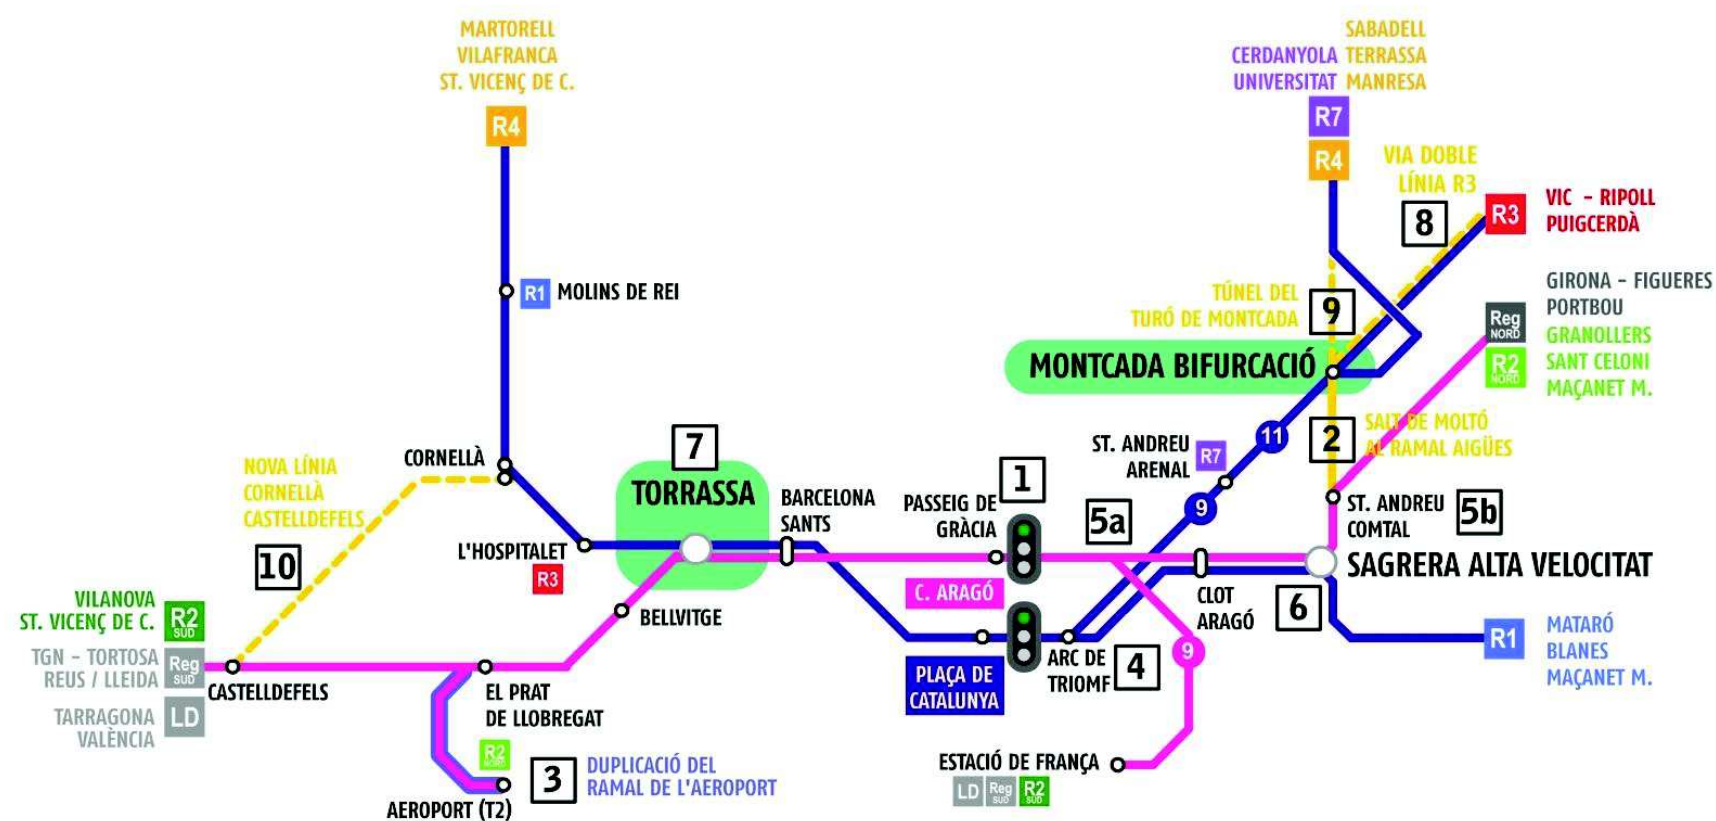 MARTORELL
VILAFRANCA
ST. VICENÇ DE C.
R4
CERDANYOLA
UNIVERSITAT
SABADELL
TERRASSA
MANRESA
R7
R4
VIA DOBLE
LÍNIA R3
8
R3
VIC - RIPOLL
PUIGCERDÀ
R1 MOLINS DE REI
TÚNEL DEL
TURÓ DE MONTCADA
9
GIRONA - FIGUERES
PORTBOU
Reg
NORD
GRANOLLERS
SANT CELONI
MAÇANET M.
R2
NORD
MONTCADA BIFURCACIÓ
11
2
SALT DE MOLTÓ
AL RAMAL AIGÜES
ST. ANDREU
ARENAL
R7
9
CORNELLÀ
NOVA LÍNIA
CORNELLÀ
CASTELLDEFELS
10
7
TORRASSA
BARCELONA
SANTS
L'HOSPITALET
R3
BELLVITGE
PASSEIG DE
GRÀCIA
1
5a
C. ARAGÓ
ST. ANDREU
COMTAL
5b
SAGRERA ALTA VELOCITAT
CLOT
ARAGÓ
6
PLAÇA DE
CATALUNYA
ARC DE
TRIOMF
4
9
R1
MATARÓ
BLANES
MAÇANET M.
VILANOVA
ST. VICENÇ DE C.
R2
SUD
TGN - TORTOSA
REUS / LLEIDA
Reg
SUD
TARRAGONA
VALÈNCIA
LD
CASTELLDEFELS
EL PRAT
DE LLOBREGAT
R2
NORD
AEROPORT (T2)
3
DUPLICACIÓ DEL
RAMAL DE L'AEROPORT
ESTACIÓ DE FRANÇA
LD
Reg
SUD
R2
SUD